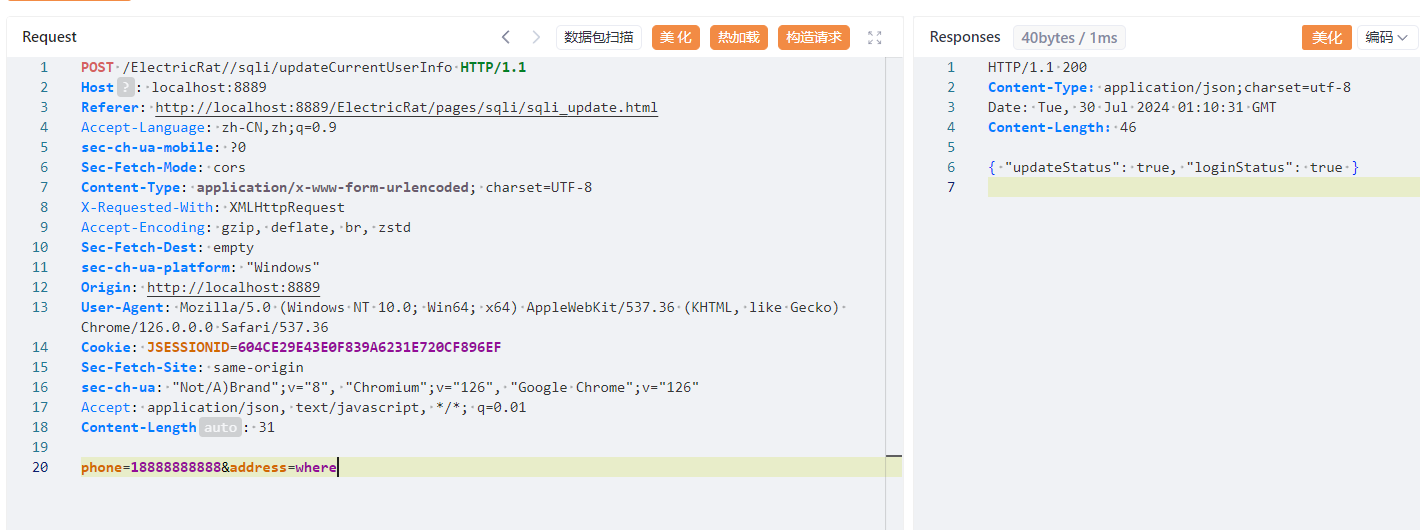 Request
数据包扫描
美化
热加载
构造请求
1 POST /ElectricRat//sqli/updateCurrentUserInfo HTTP/1.1
2 Host ? : localhost:8889
3 Referer: http://localhost:8889/ElectricRat/pages/sqli/sqli_update.html
4 Accept-Language: zh-CN,zh;q=0.9
5 sec-ch-ua-mobile: ?0
6 Sec-Fetch-Mode: cors
7 Content-Type: application/x-www-form-urlencoded; charset=UTF-8
8 X-Requested-With: XMLHttpRequest
9 Accept-Encoding: gzip, deflate, br, zstd
10 Sec-Fetch-Dest: empty
11 sec-ch-ua-platform: "Windows"
12 Origin: http://localhost:8889
13 User-Agent: Mozilla/5.0 (Windows NT 10.0; Win64; x64) AppleWebKit/537.36 (KHTML, like Gecko)
Chrome/126.0.0.0 Safari/537.36
14 Cookie: JSESSIONID=604CE29E43E0F839A6231E720CF896EF
15 Sec-Fetch-Site: same-origin
16 sec-ch-ua: "Not/A)Brand";v="8", "Chromium";v="126", "Google Chrome";v="126"
17 Accept: application/json, text/javascript, */*; q=0.01
18 Content-Length auto : 31
19
20 phone=18888888888&address=where
Responses
40bytes / 1ms
美化
编码
1 HTTP/1.1 200
2 Content-Type: application/json;charset=utf-8
3 Date: Tue, 30 Jul 2024 01:10:31 GMT
4 Content-Length: 46
5
6 { "updateStatus": true, "loginStatus": true }
7